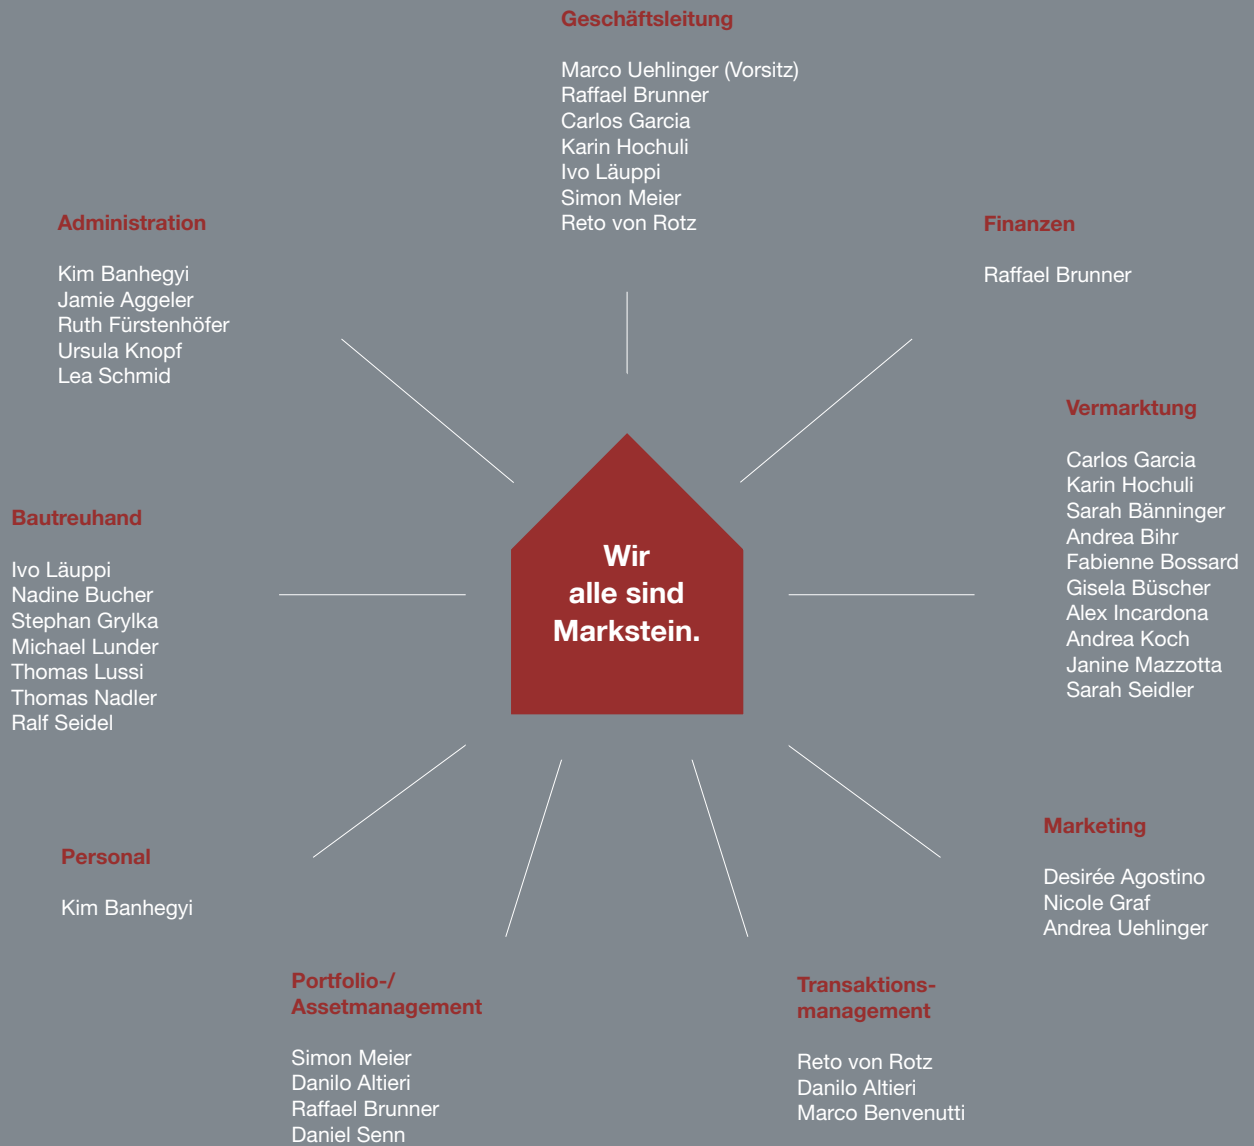 Geschäftsleitung
Marco Uehlinger (Vorsitz)
Raffael Brunner
Carlos Garcia
Karin Hochuli
Ivo Läuppi
Simon Meier
Reto von Rotz
Administration
Kim Banhegyi
Jamie Aggeler
Ruth Fürstenhöfer
Ursula Knopf
Lea Schmid
Finanzen
Raffael Brunner
Vermarktung
Carlos Garcia
Karin Hochuli
Sarah Bänninger
Andrea Bihr
Fabienne Bossard
Gisela Büscher
Alex Incardona
Andrea Koch
Janine Mazzotta
Sarah Seidler
Bautreuhand
Ivo Läuppi
Nadine Bucher
Stephan Grylka
Michael Lunder
Thomas Lussi
Thomas Nadler
Ralf Seidel
Wir
alle sind
Markstein.
Personal
Kim Banhegyi
Marketing
Desirée Agostino
Nicole Graf
Andrea Uehlinger
Portfolio-/
Assetmanagement
Simon Meier
Danilo Altieri
Raffael Brunner
Daniel Senn
Transaktions-
management
Reto von Rotz
Danilo Altieri
Marco Benvenutti